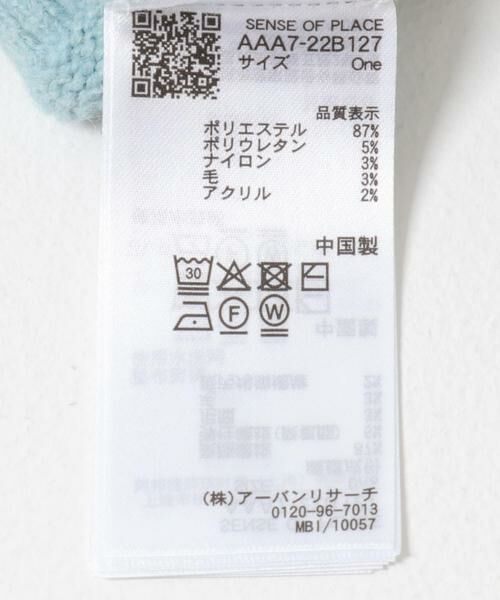 SENSE OF PLACE
AAA7-22B127
サイズ One
品質表示
ポリエステル 87%
ポリウレタン 5%
ナイロン 3%
毛 3%
アクリル 2%
中国製
30
F W
(株)アーバンリサーチ
0120-96-7013
MBI/10057